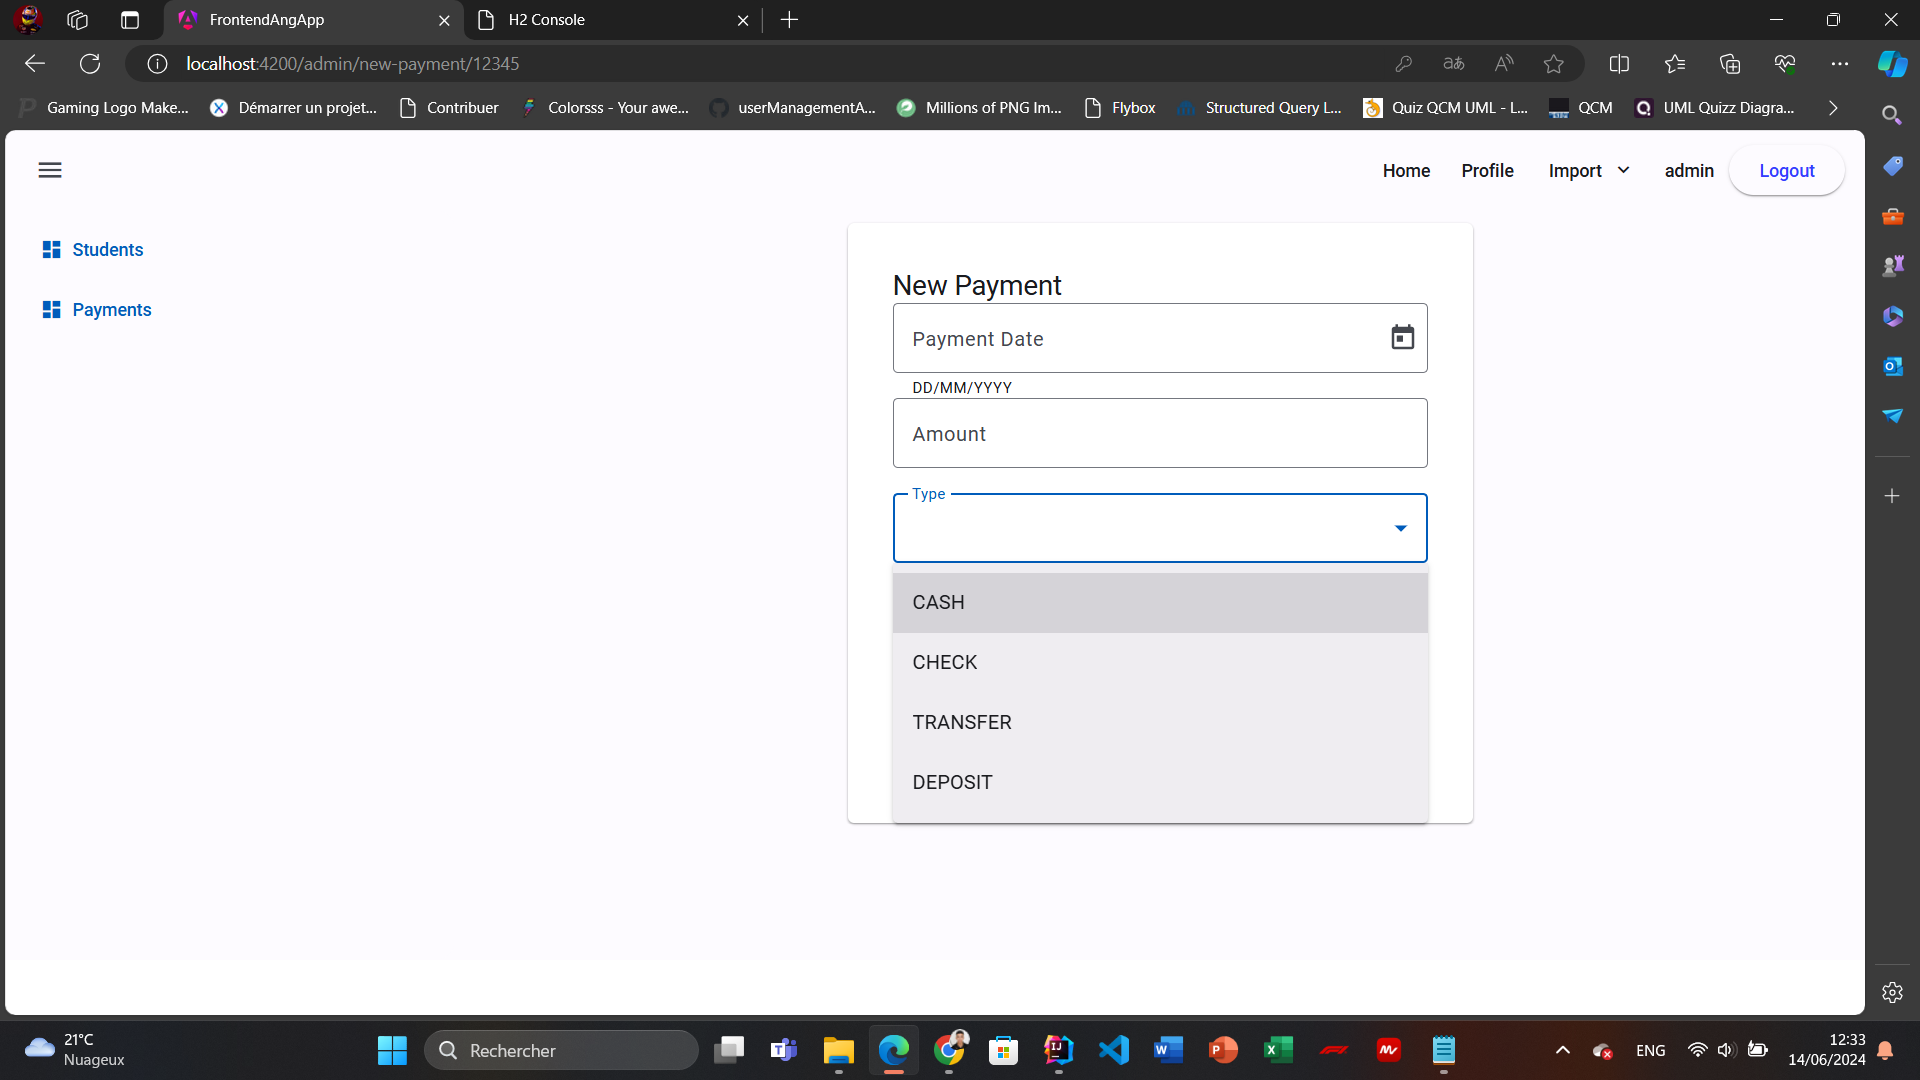 FrontendAngApp
H2 Console
localhost:4200/admin/new-payment/12345
Gaming Logo Make...
Démarrer un projet...
Contribuer
Colorsss - Your awe...
userManagementA...
Millions of PNG Im...
Flybox
Structured Query L...
Quiz QCM UML - L...
QCM
UML Quizz Diagra...
Home
Profile
Import
admin
Logout
Students
Payments
New Payment
Payment Date
DD/MM/YYYY
Amount
Type
CASH
CHECK
TRANSFER
DEPOSIT
21°C
Nuageux
Rechercher
ENG
12:33
14/06/2024